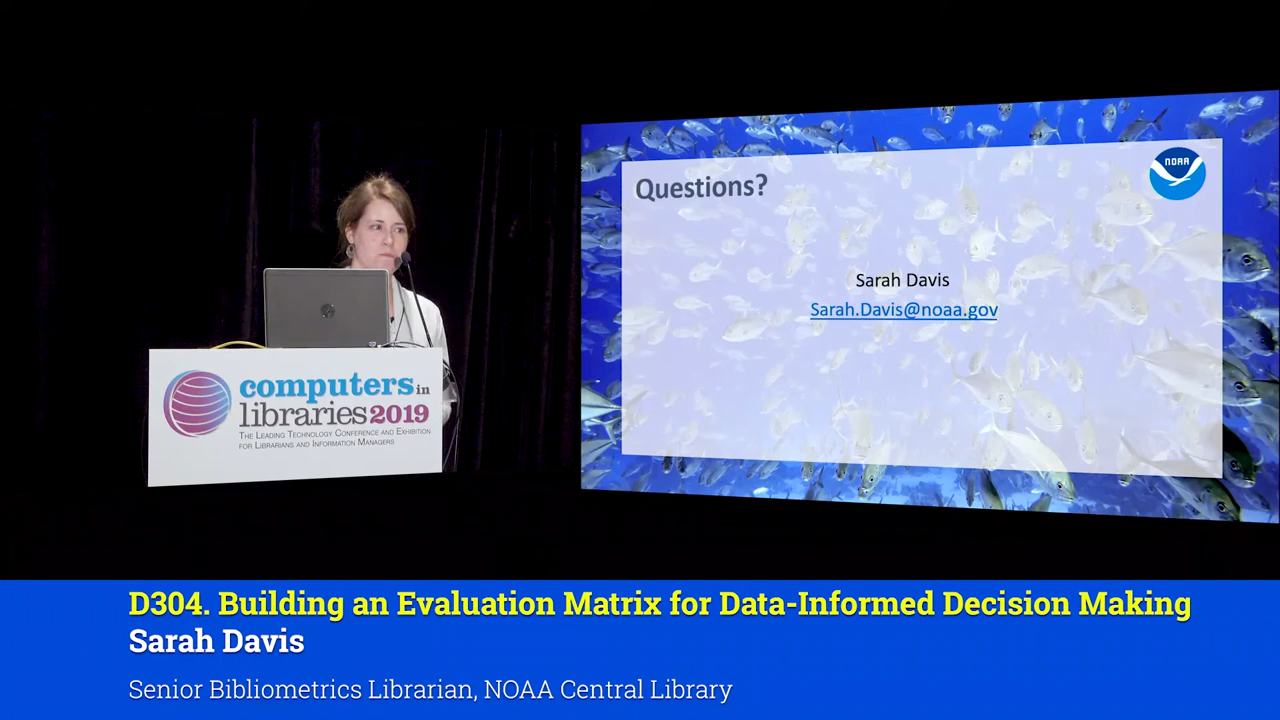 NOAA
Questions?
Sarah Davis
Sarah.Davis@noaa.gov
computers in
libraries 2019
THE LEADING TECHNOLOGY CONFERENCE AND EXHIBITION
FOR LIBRARIANS AND INFORMATION MANAGERS
D304. Building an Evaluation Matrix for Data-Informed Decision Making
Sarah Davis
Senior Bibliometrics Librarian, NOAA Central Library